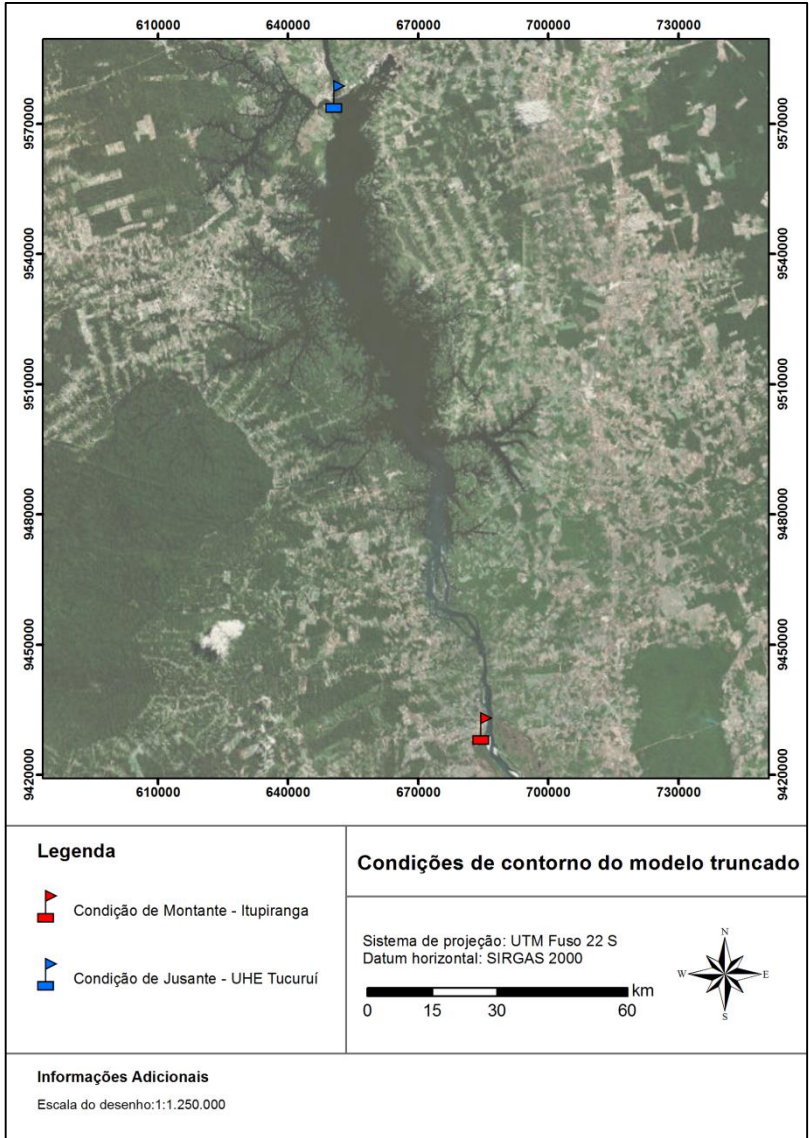 610000 640000 670000 700000 730000
9570000 9570000
9540000 9540000
9510000 9510000
9480000 9480000
9450000 9450000
9420000 9420000
610000 640000 670000 700000 730000
Legenda
Condição de Montante - Itupiranga
Condição de Jusante - UHE Tucuruí
Condições de contorno do modelo truncado
Sistema de projeção: UTM Fuso 22 S
Datum horizontal: SIRGAS 2000
km
0 15 30 60
N
W E
S
Informações Adicionais
Escala do desenho:1:1.250.000